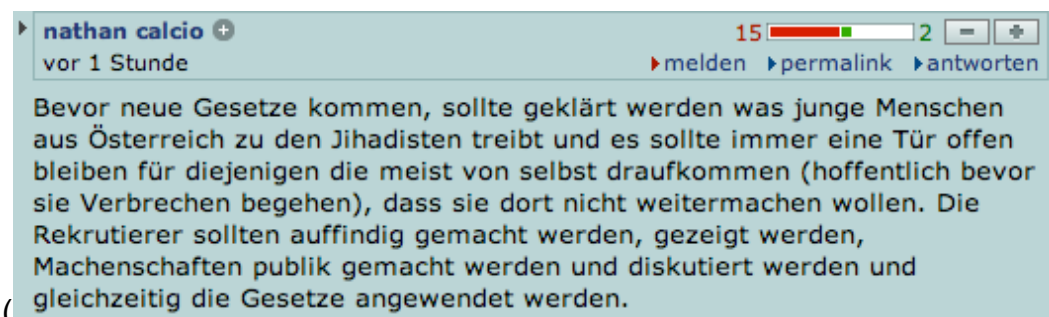 nathan calcio +
15 2 - +
vor 1 Stunde
melden permalink antworten
Bevor neue Gesetze kommen, sollte geklärt werden was junge Menschen
aus Österreich zu den Jihadisten treibt und es sollte immer eine Tür offen
bleiben für diejenigen die meist von selbst draufkommen (hoffentlich bevor
sie Verbrechen begehen), dass sie dort nicht weitermachen wollen. Die
Rekrutierer sollten auffindig gemacht werden, gezeigt werden,
Machenschaften publik gemacht werden und diskutiert werden und
( gleichzeitig die Gesetze angewendet werden.